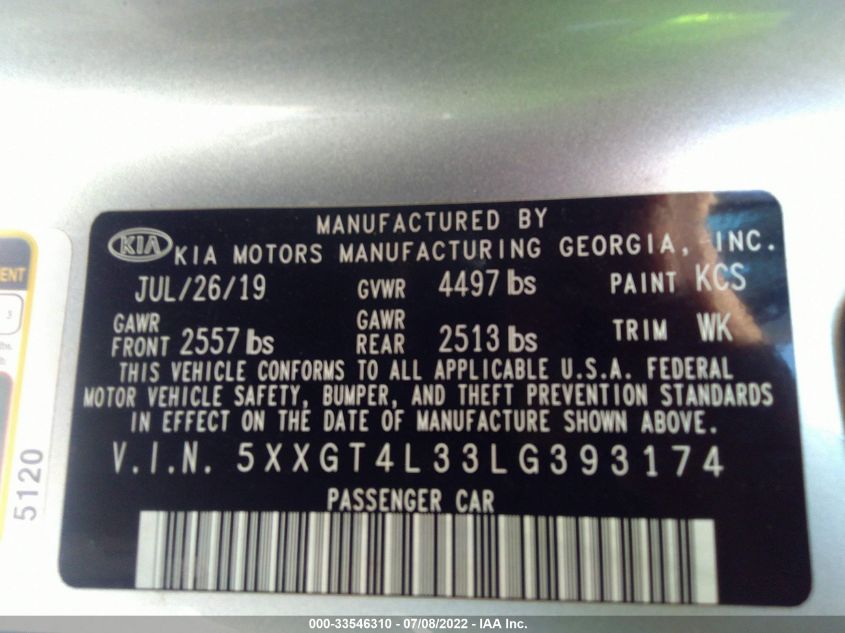 MANUFACTURED BY
KIA KIA MOTORS MANUFACTURING GEORGIA, INC.
JUL/26/19 GVWR 4497 lbs PAINT KCS
GAWR FRONT 2557 lbs GAWR REAR 2513 lbs TRIM WK
THIS VEHICLE CONFORMS TO ALL APPLICABLE U.S.A. FEDERAL
MOTOR VEHICLE SAFETY, BUMPER, AND THEFT PREVENTION STANDARDS
IN EFFECT ON THE DATE OF MANUFACTURE SHOWN ABOVE.
V.I.N. 5XXGT4L33LG393174
PASSENGER CAR
3
5120
000-33546310 - 07/08/2022 - IAA Inc.